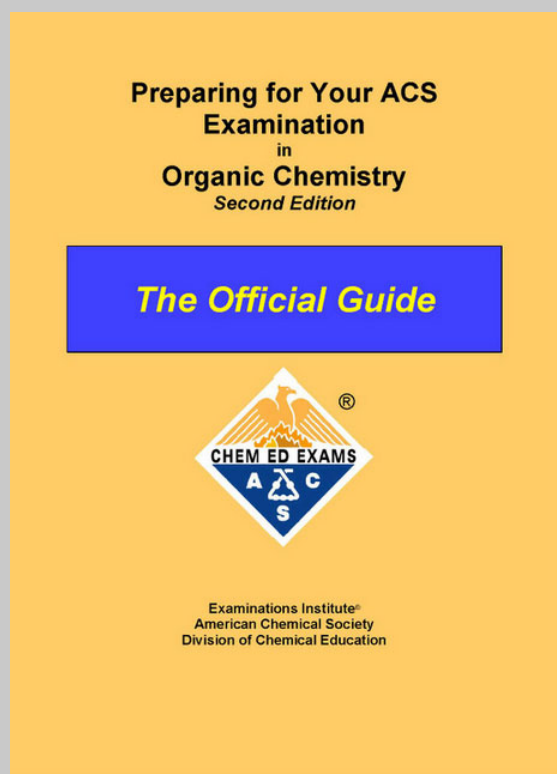 Preparing for Your ACS
Examination
in
Organic Chemistry
Second Edition
The Official Guide
®
CHEM ED EXAMS
A C
S
Examinations Institute®
American Chemical Society
Division of Chemical Education